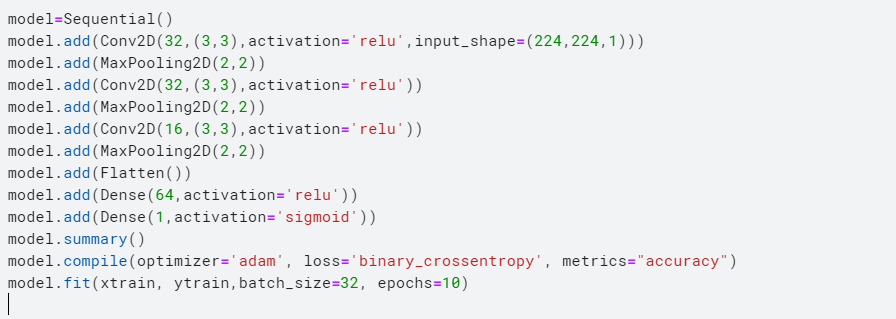 model=Sequential()
model.add(Conv2D(32,(3,3),activation='relu',input_shape=(224,224,1)))
model.add(MaxPooling2D(2,2))
model.add(Conv2D(32,(3,3),activation='relu'))
model.add(MaxPooling2D(2,2))
model.add(Conv2D(16,(3,3),activation='relu'))
model.add(MaxPooling2D(2,2))
model.add(Flatten())
model.add(Dense(64,activation='relu'))
model.add(Dense(1,activation='sigmoid'))
model.summary()
model.compile(optimizer='adam', loss='binary_crossentropy', metrics="accuracy")
model.fit(xtrain, ytrain,batch_size=32, epochs=10)